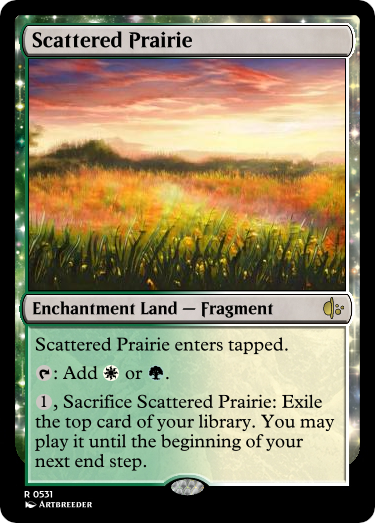 Scattered Prairie
Enchantment Land — Fragment
Scattered Prairie enters tapped.
: Add or .
1, Sacrifice Scattered Prairie: Exile
the top card of your library. You may
play it until the beginning of your
next end step.
R 0531
Artbreeder